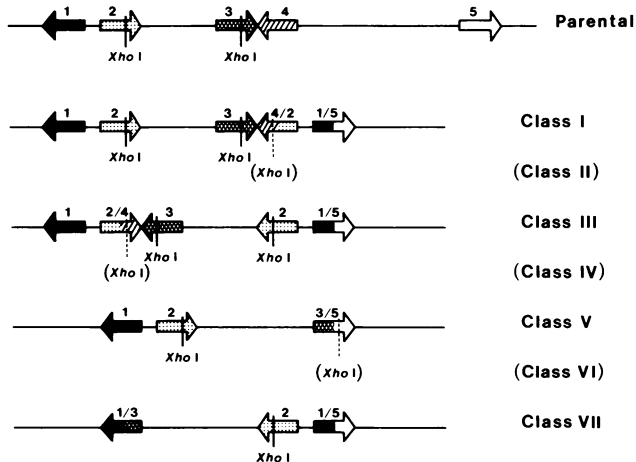 1 2 3 4 5 Parental
Xho I Xho I
1 2 3 4/2 1/5 Class I
Xho I Xho I
(Xho I) (Class II)
1 2/4 3 2 1/5 Class III
Xho I Xho I
(Xho I) (Class IV)
1 2 3/5 Class V
Xho I
(Xho I) (Class VI)
1/3 2 1/5 Class VII
Xho I